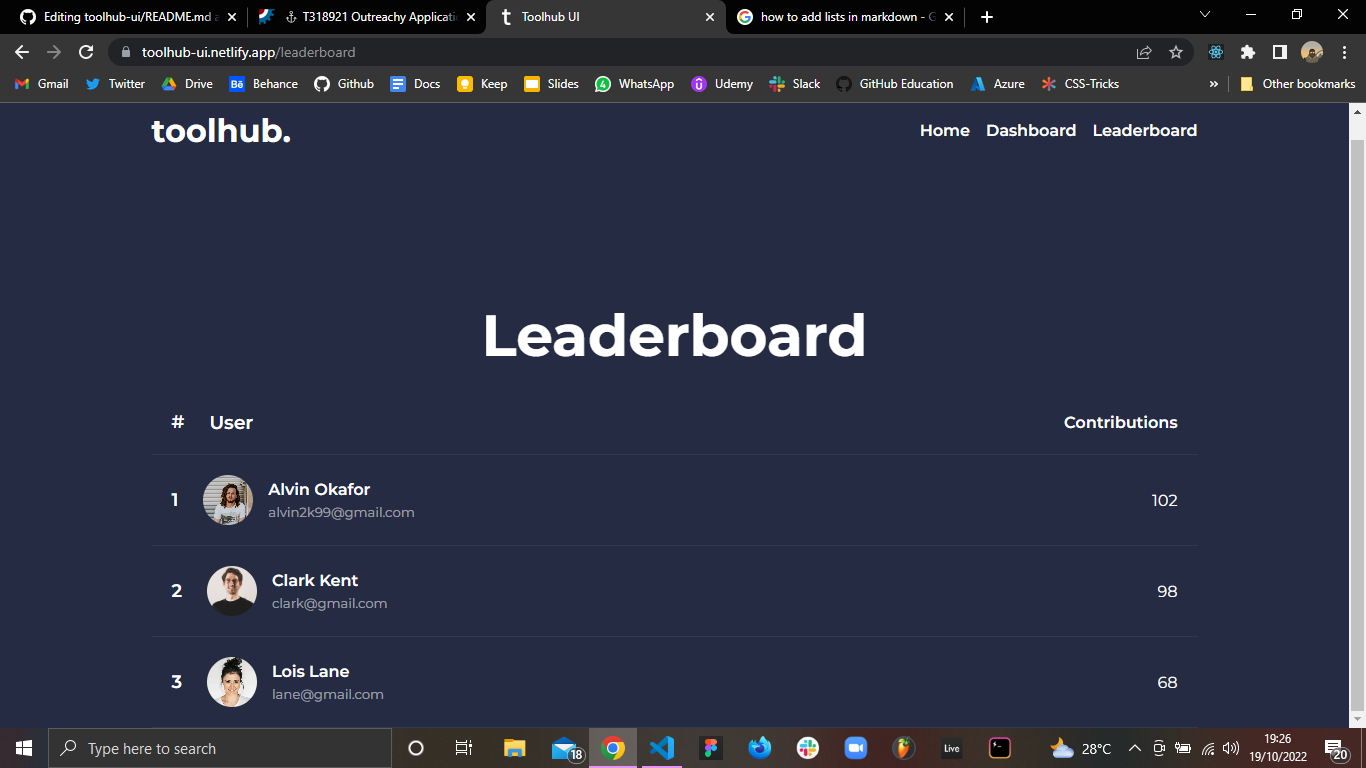 Editing toolhub-ui/README.md a
T318921 Outreachy Applicatio
Toolhub UI
how to add lists in markdown - G
toolhub-ui.netlify.app/leaderboard
Gmail Twitter Drive Behance Github Docs Keep Slides WhatsApp Udemy Slack GitHub Education Azure CSS-Tricks » Other bookmarks
toolhub.
Home Dashboard Leaderboard
Leaderboard
# User Contributions
1 Alvin Okafor 102
alvin2k99@gmail.com
2 Clark Kent 98
clark@gmail.com
3 Lois Lane 68
lane@gmail.com
Type here to search
18
Live
28°C
19:26
19/10/2022
20